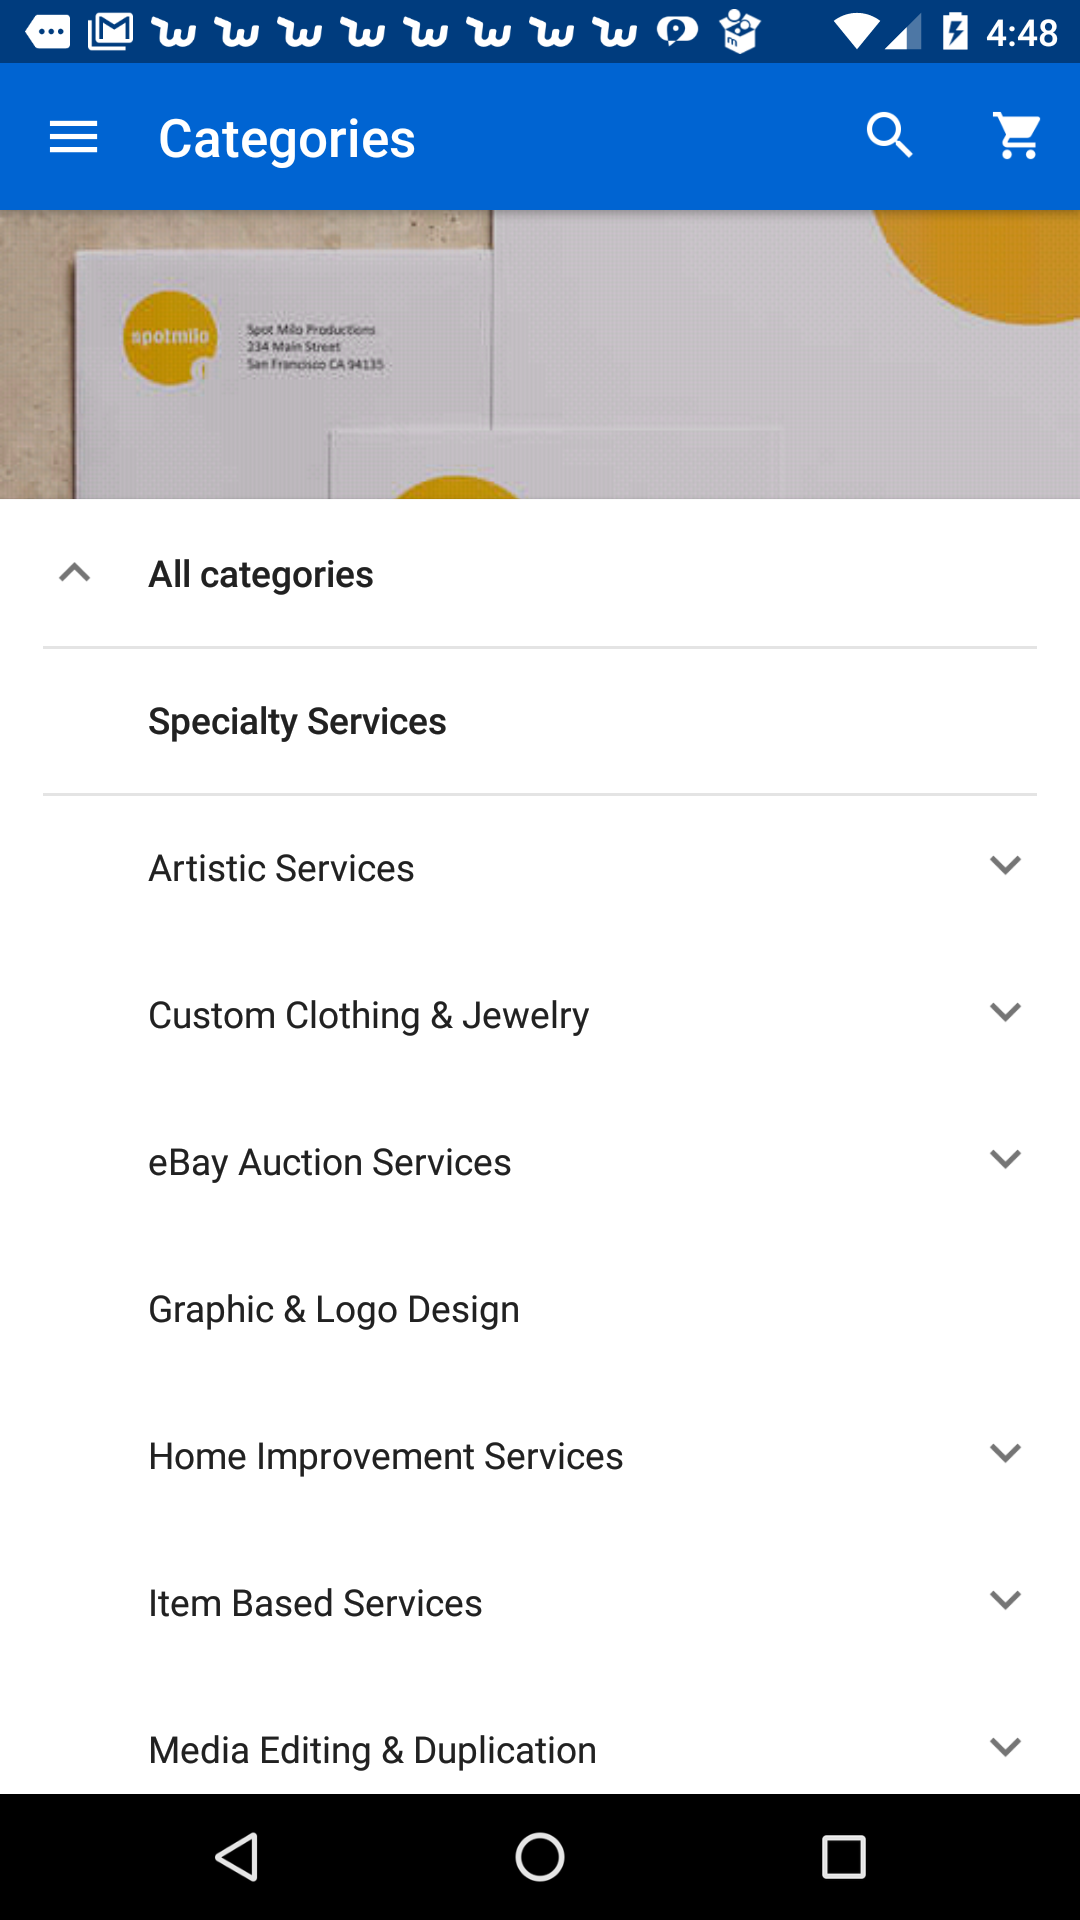 4:48
Categories
spotmilo
Spot Milo Productions
234 Main Street
San Francisco CA 94135
All categories
Specialty Services
Artistic Services
Custom Clothing & Jewelry
eBay Auction Services
Graphic & Logo Design
Home Improvement Services
Item Based Services
Media Editing & Duplication